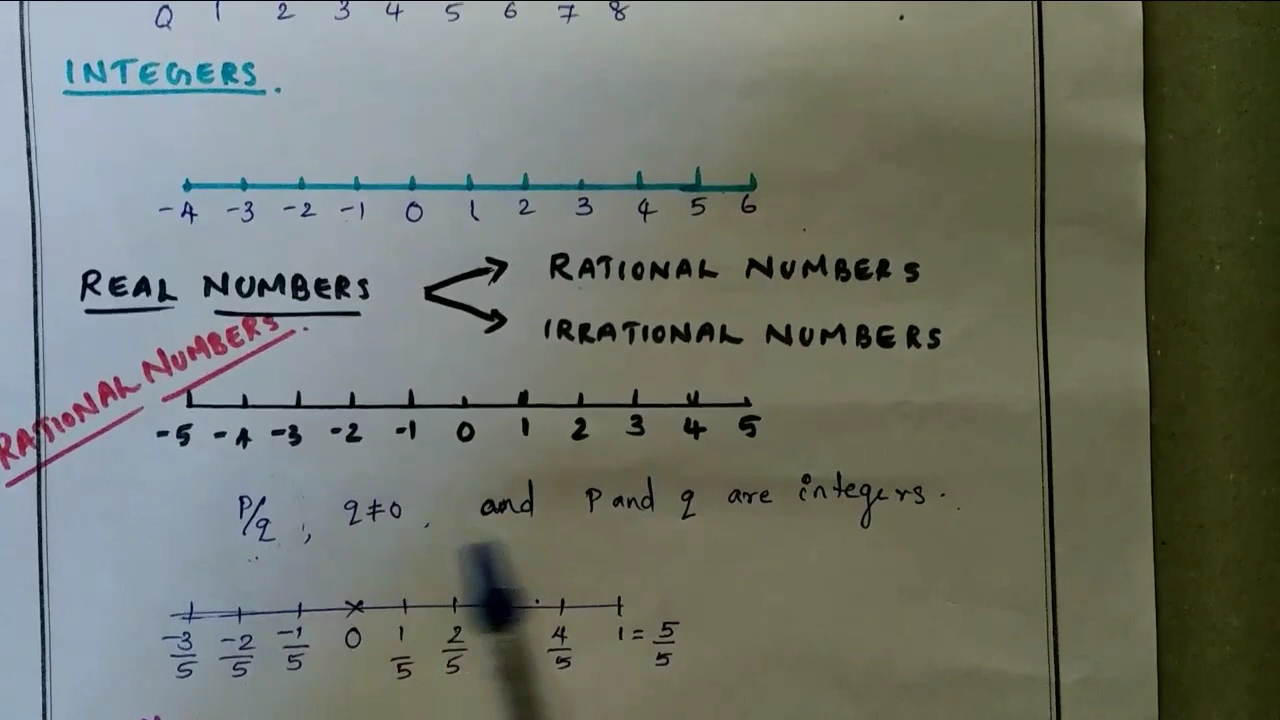 0 1 2 3 4 5 6 7 8
INTEGERS.
-4 -3 -2 -1 0 1 2 3 4 5 6
REAL NUMBERS
RATIONAL NUMBERS
IRRATIONAL NUMBERS
RATIONAL NUMBERS.
-5 -4 -3 -2 -1 0 1 2 3 4 5
P/q, q≠0, and P and q are integers.
-3/5 -2/5 -1/5 0 1/5 2/5 4/5 1 = 5/5